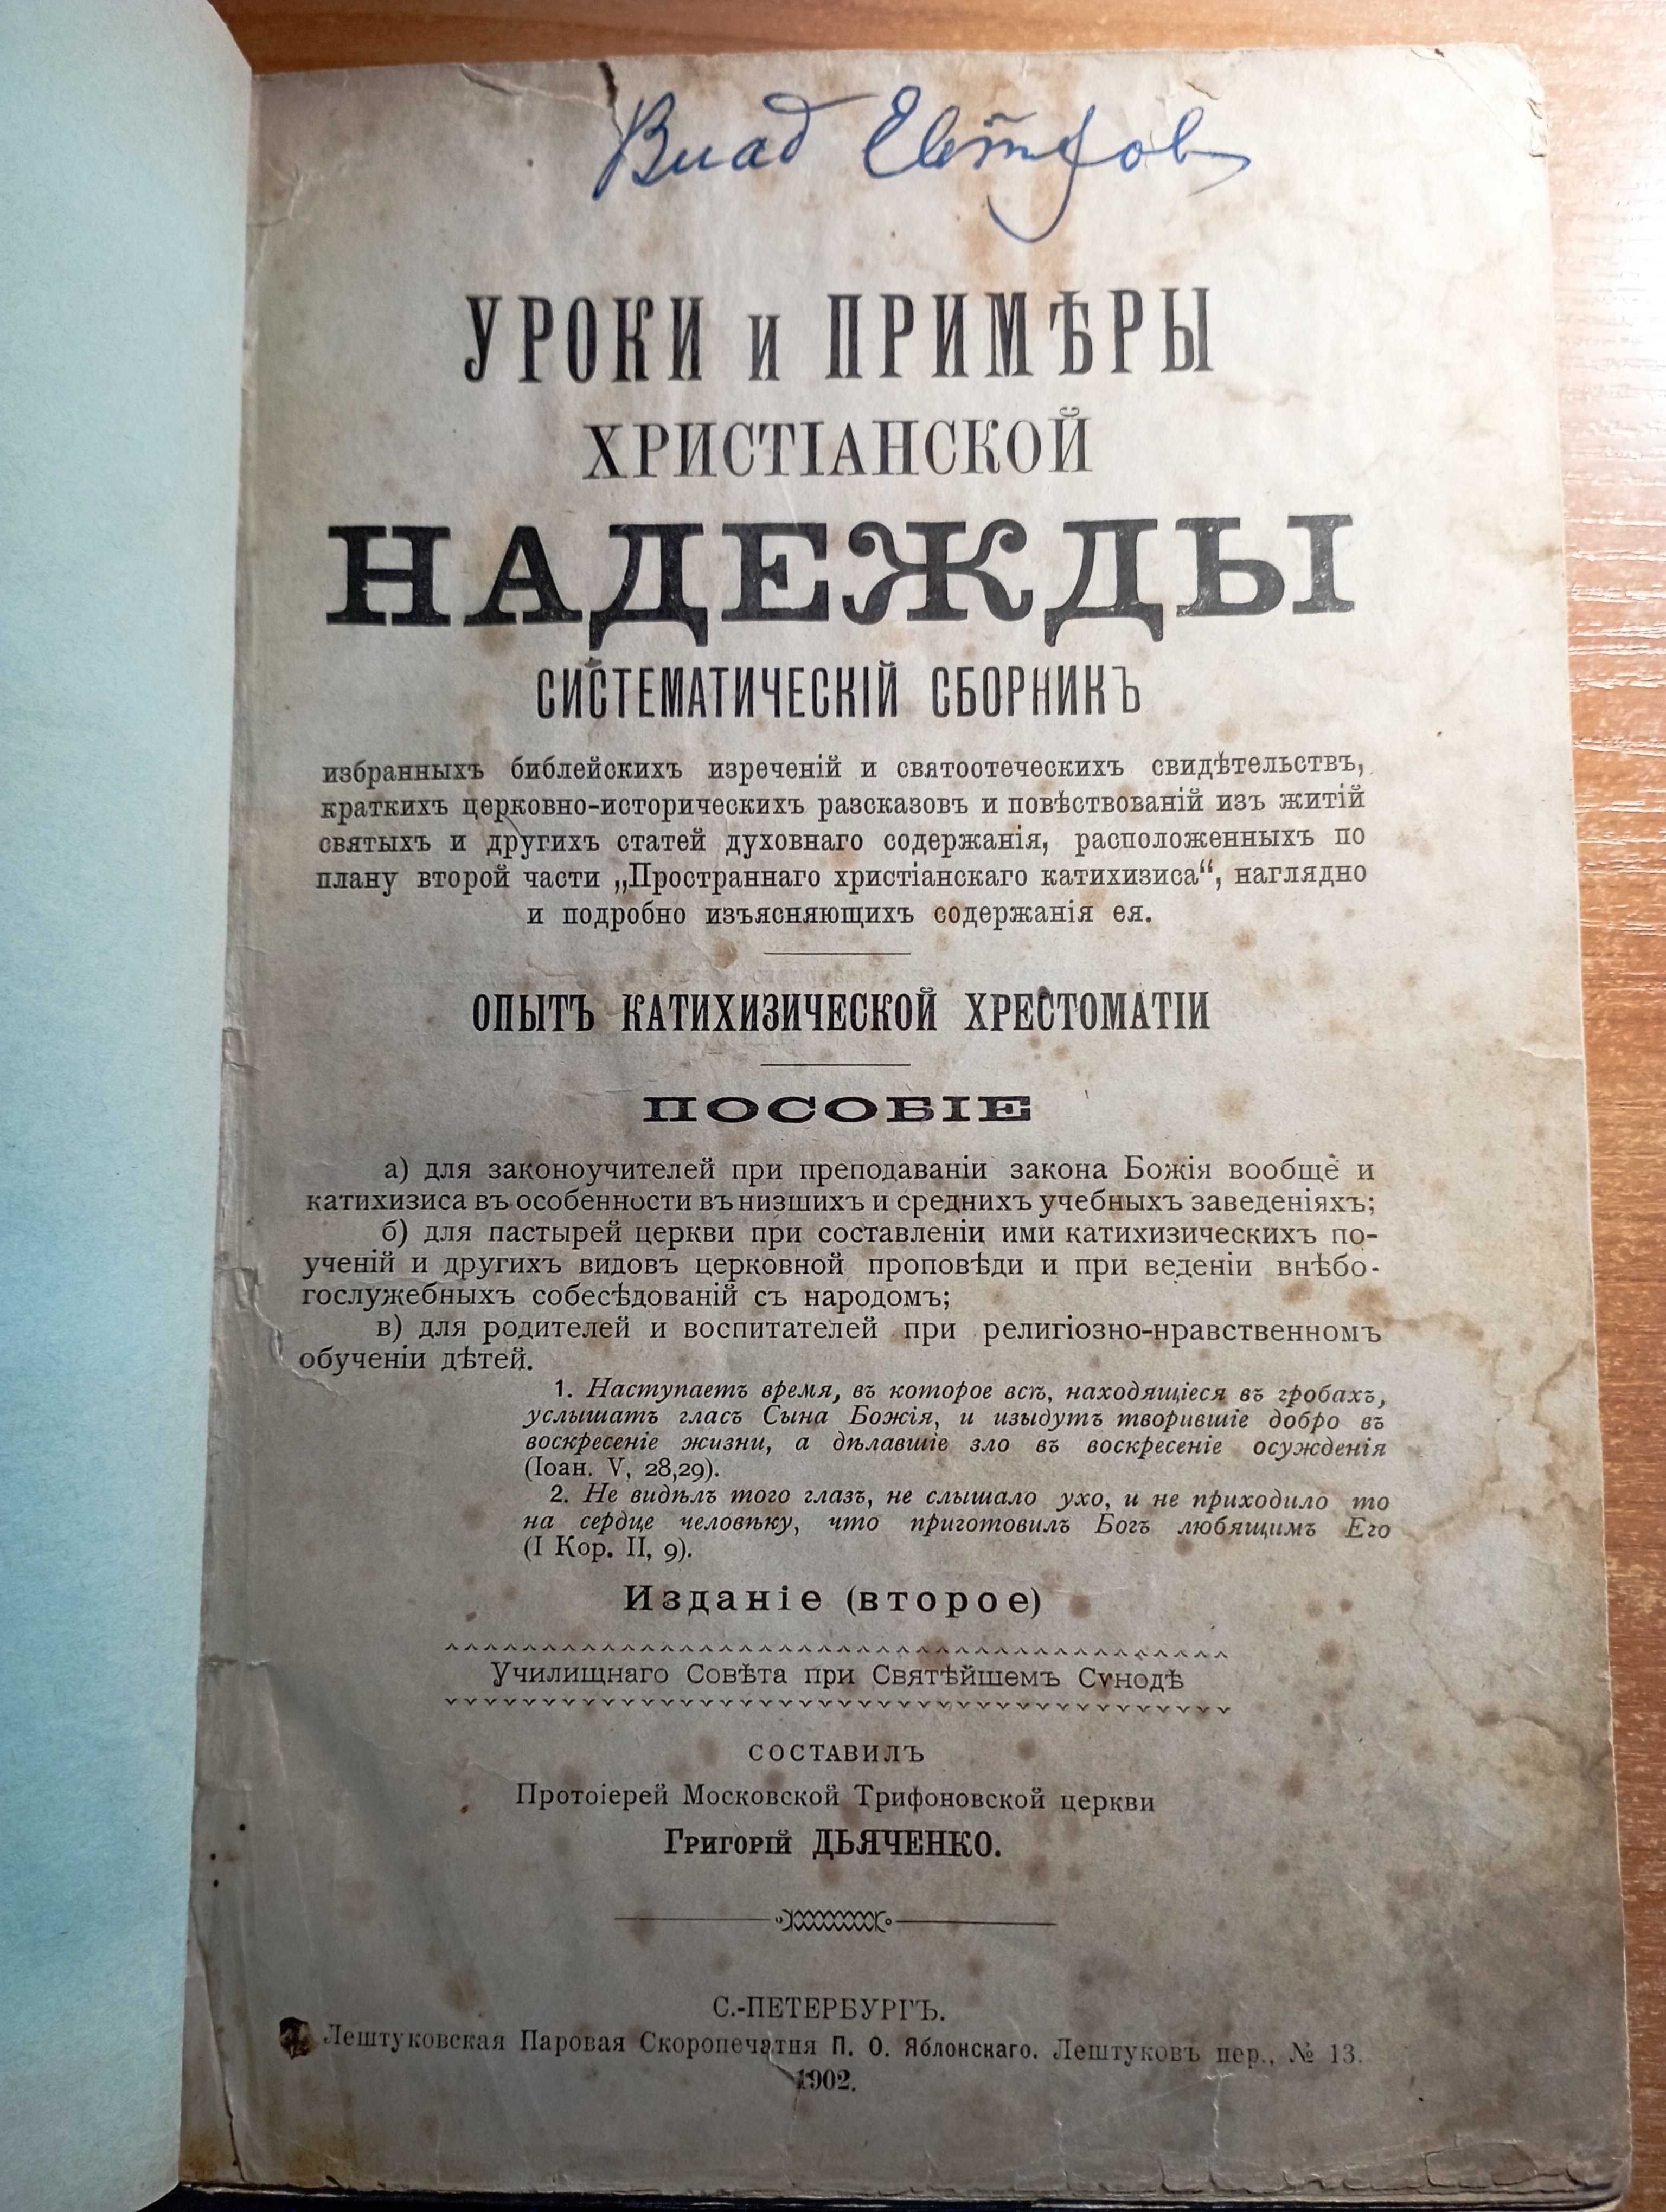 Влад
УРОКИ и ПРИМѢРЫ
ХРИСТІАНСКОЙ
НАДЕЖДЫ
СИСТЕМАТИЧЕСКІЙ СБОРНИКЪ
избранныхъ библейскихъ изреченій и святоотеческихъ свидѣтельствъ,
краткихъ церковно-историческихъ разсказовъ и повѣствованій изъ житій
святыхъ и другихъ статей духовнаго содержанія, расположенныхъ по
плану второй части „Пространнаго христіанскаго катихизиса“, наглядно
и подробно изъясняющихъ содержанія ея.
ОПЫТЪ КАТИХИЗИЧЕСКОЙ ХРЕСТОМАТІИ
ПОСОБІЕ
а) для законоучителей при преподаваніи закона Божія вообще и
катихизиса въ особенности въ низшихъ и среднихъ учебныхъ заведеніяхъ;
б) для пастырей церкви при составленіи ими катихизическихъ по-
ученій и другихъ видовъ церковной проповѣди и при веденіи внѣбо-
гослужебныхъ собесѣдованій съ народомъ;
в) для родителей и воспитателей при религіозно-нравственномъ
обученіи дѣтей.
1. Наступаетъ время, въ которое всѣ, находящіеся въ гробахъ,
услышатъ гласъ Сына Божія, и изыдутъ творившіе добро въ
воскресеніе жизни, а дѣлавшіе зло въ воскресеніе осужденія
(Іоан. V, 28,29).
2. Не видѣлъ того глазъ, не слышало ухо, и не приходило то
на сердце человѣку, что приготовилъ Богъ любящимъ Его
(I Кор. II, 9).
Изданіе (второе)
Училищнаго Совѣта при Святѣйшемъ Сѵнодѣ
СОСТАВИЛЪ
Протоіерей Московской Трифоновской церкви
Григорій ДЬЯЧЕНКО.
С.-ПЕТЕРБУРГЪ.
Лештуковская Паровая Скоропечатня П. О. Яблонскаго. Лештуковъ пер., № 13.
1902.